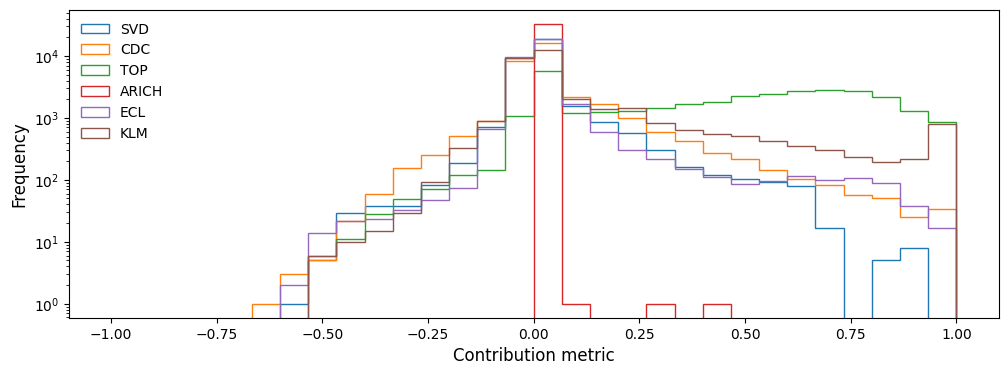 SVD
CDC
TOP
ARICH
ECL
KLM
Frequency
10⁴
10³
10²
10¹
10⁰
−1.00 −0.75 −0.50 −0.25 0.00 0.25 0.50 0.75 1.00
Contribution metric